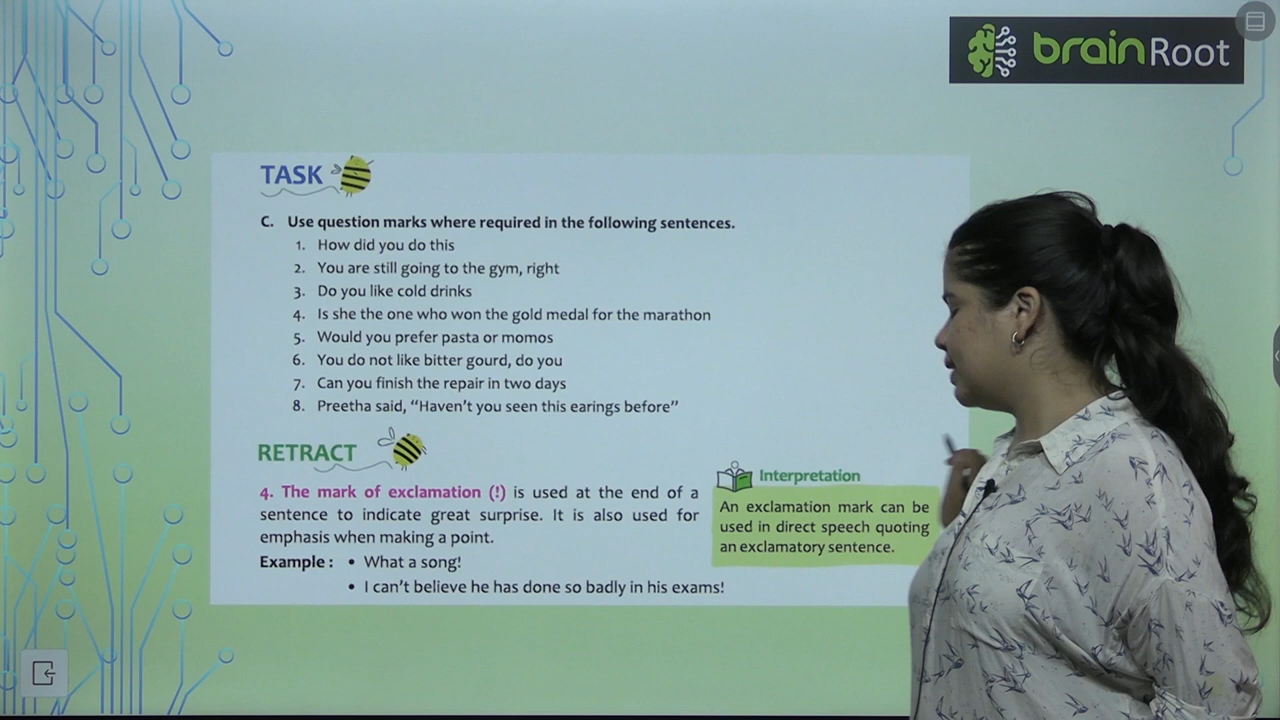 brainRoot
TASK
C. Use question marks where required in the following sentences.
1. How did you do this
2. You are still going to the gym, right
3. Do you like cold drinks
4. Is she the one who won the gold medal for the marathon
5. Would you prefer pasta or momos
6. You do not like bitter gourd, do you
7. Can you finish the repair in two days
8. Preetha said, “Haven’t you seen this earings before”
RETRACT
4. The mark of exclamation (!) is used at the end of a
sentence to indicate great surprise. It is also used for
emphasis when making a point.
Example : • What a song!
• I can’t believe he has done so badly in his exams!
Interpretation
An exclamation mark can be
used in direct speech quoting
an exclamatory sentence.